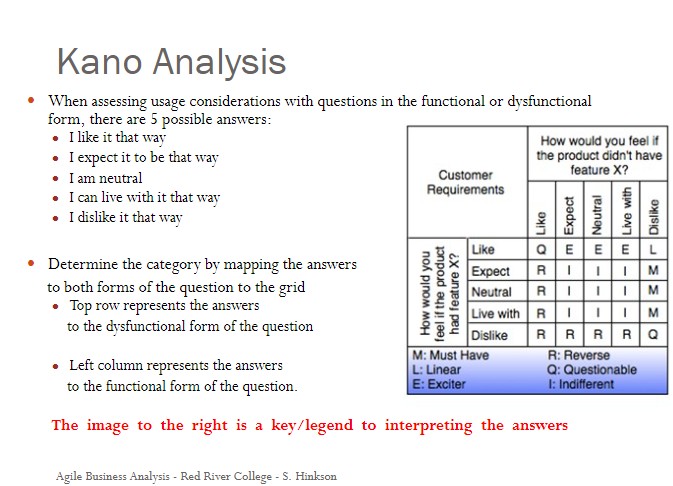 Kano Analysis
When assessing usage considerations with questions in the functional or dysfunctional
form, there are 5 possible answers:
I like it that way
I expect it to be that way
I am neutral
I can live with it that way
I dislike it that way
Determine the category by mapping the answers
to both forms of the question to the grid
Top row represents the answers
to the dysfunctional form of the question
Left column represents the answers
to the functional form of the question.
Customer
Requirements
How would you feel if
the product didn't have
feature X?
Like
Expect
Neutral
Live with
Dislike
How would you
feel if the product
had feature X?
Like Q E E E L
Expect R I I I M
Neutral R I I I M
Live with R I I I M
Dislike R R R R Q
M: Must Have R: Reverse
L: Linear Q: Questionable
E: Exciter I: Indifferent
The image to the right is a key/legend to interpreting the answers
Agile Business Analysis - Red River College - S. Hinkson